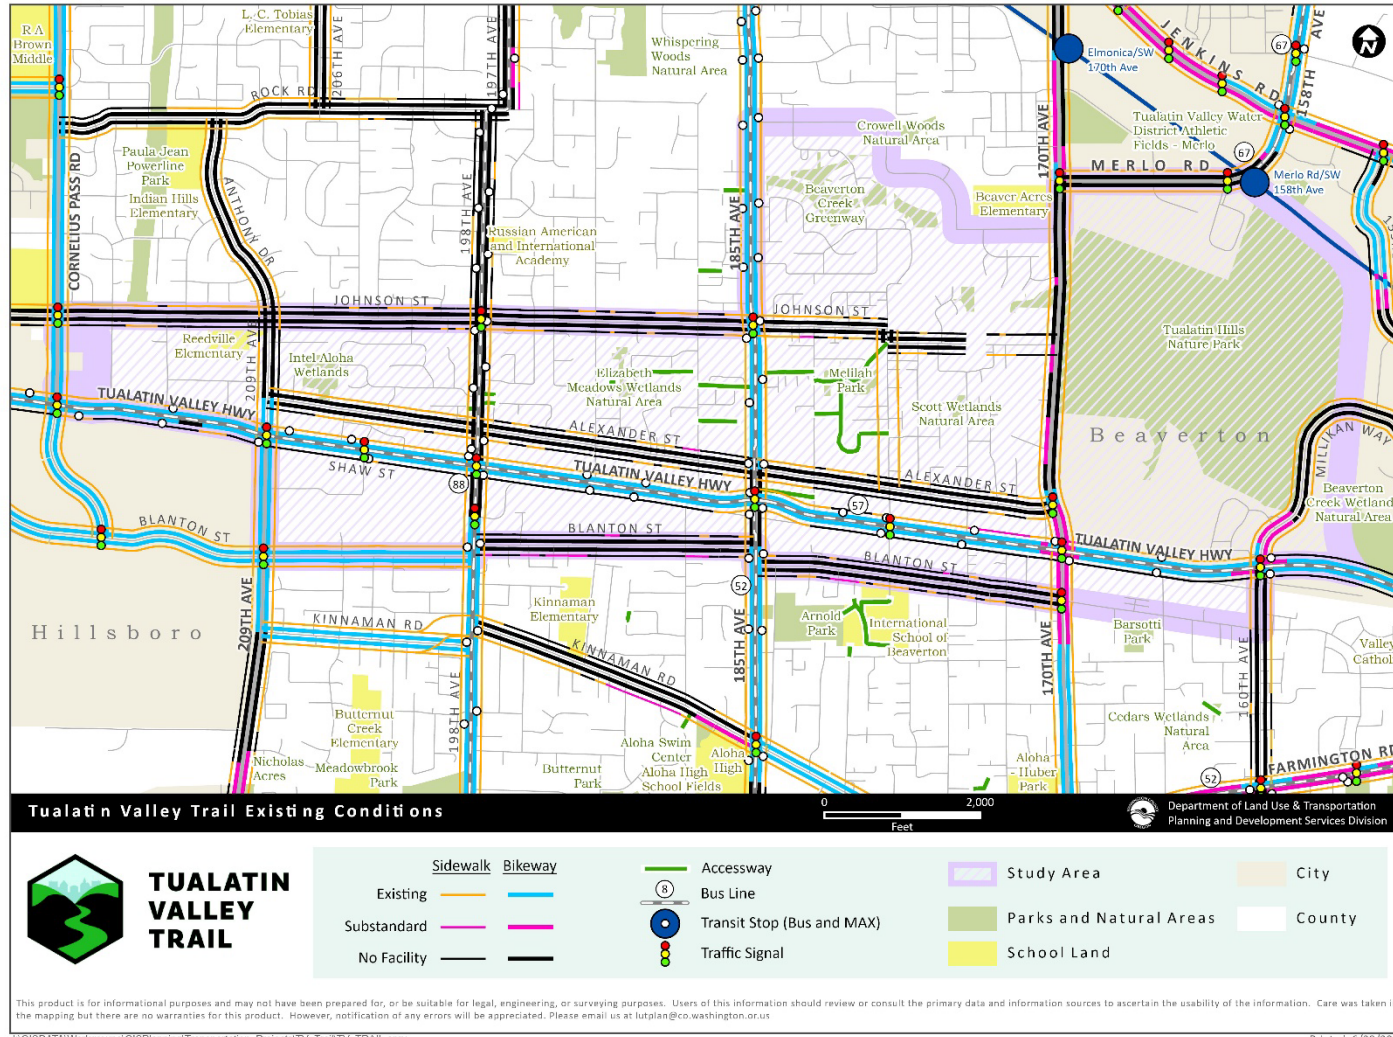 R A
Brown
Middle
L. C. Tobias
Elementary
206TH AVE
197TH AVE
Whispering
Woods
Natural Area
67
AVE
158TH
JENKINS RD
Elmonica/SW
170th Ave
ROCK RD
Crowell Woods
Natural Area
170TH AVE
Tualatin Valley Water
District Athletic
Fields - Merlo
67
MERLO RD
Merlo Rd/SW
158th Ave
Paula Jean
Powerline
Park
Indian Hills
Elementary
CORNELIUS PASS RD
ANTHONY DR
198TH AVE
Russian American
and International
Academy
185TH AVE
Beaverton
Creek
Greenway
Beaver Acres
Elementary
JOHNSON ST
JOHNSON ST
Reedville
Elementary
209TH AVE
Intel Aloha
Wetlands
Elizabeth
Meadows Wetlands
Natural Area
Melilah
Park
Scott Wetlands
Natural Area
Tualatin Hills
Nature Park
TUALATIN VALLEY HWY
ALEXANDER ST
Beaverton
MILLIKAN WAY
SHAW ST
88
TUALATIN VALLEY HWY
57
ALEXANDER ST
Beaverton
Creek Wetland
Natural Area
BLANTON ST
BLANTON ST
BLANTON ST
TUALATIN VALLEY HWY
52
209TH AVE
Hillsboro
KINNAMAN RD
Kinnaman
Elementary
KINNAMAN RD
185TH AVE
Arnold
Park
International
School of
Beaverton
170TH AVE
Barsotti
Park
160TH AVE
Valley
Cathol
198TH AVE
Butternut
Creek
Elementary
Meadowbrook
Park
Nicholas
Acres
Butternut
Park
Aloha Swim
Center
Aloha High
School Fields
Aloha
High
Aloha
- Huber
Park
Cedars Wetlands
Natural
Area
52
FARMINGTON RD
Tualatin Valley Trail Existing Conditions
0 2,000
Feet
Department of Land Use & Transportation
Planning and Development Services Division
TUALATIN
VALLEY
TRAIL
Sidewalk Bikeway
Existing
Substandard
No Facility
Accessway
8
Bus Line
Transit Stop (Bus and MAX)
Traffic Signal
Study Area
Parks and Natural Areas
School Land
City
County
This product is for informational purposes and may not have been prepared for, or be suitable for legal, engineering, or surveying purposes. Users of this information should review or consult the primary data and information sources to ascertain the usability of the information. Care was taken i
the mapping but there are no warranties for this product. However, notification of any errors will be appreciated. Please email us at lutplan@co.washington.or.us